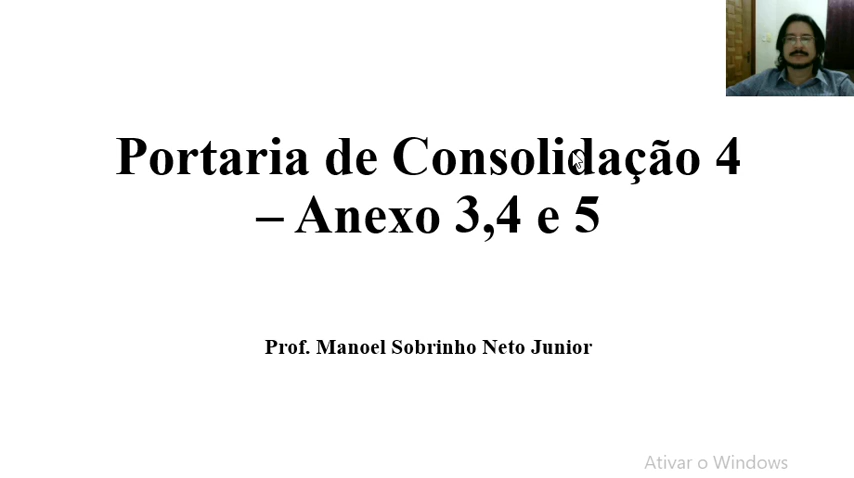 Portaria de Consolidação 4
– Anexo 3,4 e 5
Prof. Manoel Sobrinho Neto Junior
Ativar o Windows